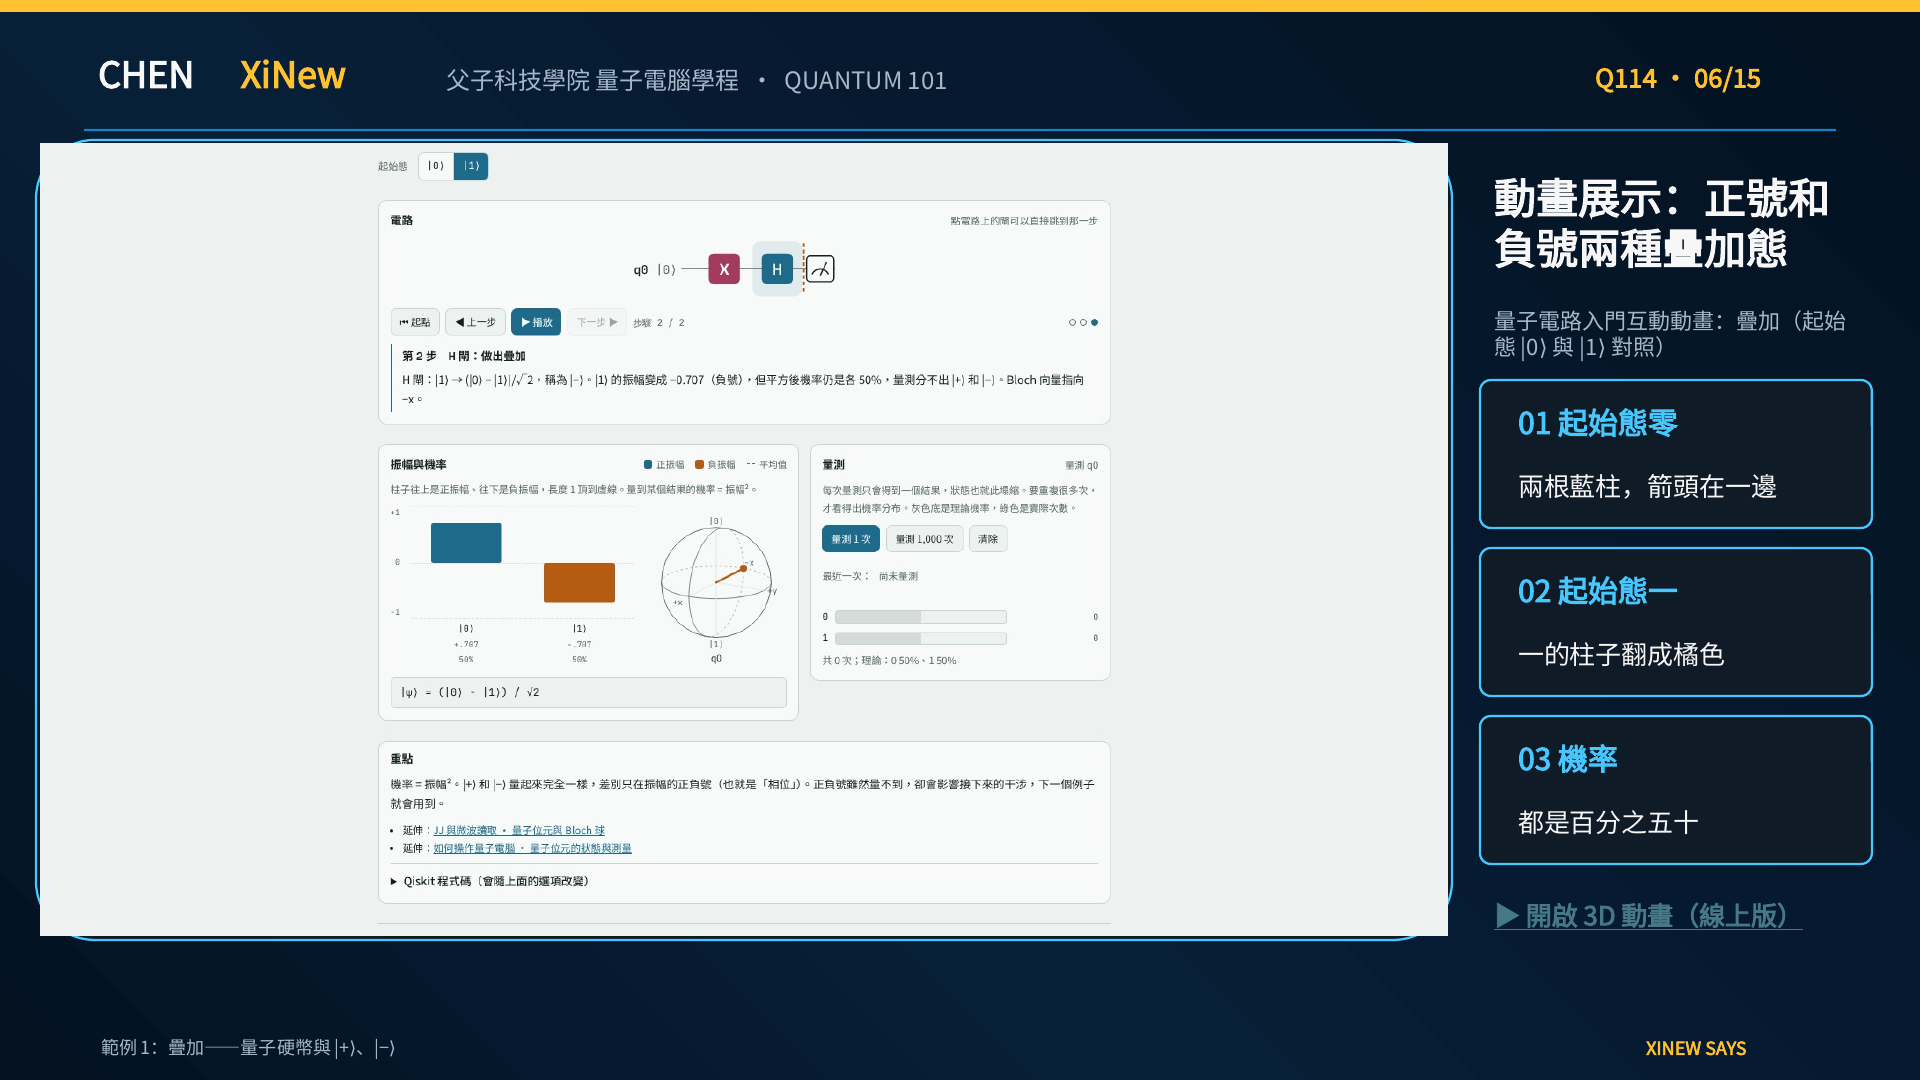 CHEN XiNew 父子科技學院 量子電腦學程 · QUANTUM 101
Q114 · 06/15
起始態 |0⟩ |1⟩
電路 點電路上的閘可以直接跳到那一步
q0 |0⟩ X H
⏮ 起點 ◀ 上一步 ▶ 播放 下一步 ▶ 步驟 2 / 2
第 2 步 H 閘：做出疊加
H 閘：|1⟩ → (|0⟩ − |1⟩)/√2，稱為 |−⟩。|1⟩ 的振幅變成 −0.707（負號），但平方後機率仍是各 50%，量測分不出 |+⟩ 和 |−⟩。Bloch 向量指向
−x。
振幅與機率 正振幅 負振幅 -- 平均值
柱子往上是正振幅、往下是負振幅，長度 1 頂到虛線。量到某個結果的機率 = 振幅²。
+1
0
-1
|0⟩ |1⟩
+.707 -.707
50% 50%
|0⟩
-x
+x
+y
|1⟩
q0
|ψ⟩ = (|0⟩ - |1⟩) / √2
量測 量測 q0
每次量測只會得到一個結果，狀態也就此塌縮。要重複很多次，
才看得出機率分布。灰色底是理論機率，綠色是實際次數。
量測 1 次 量測 1,000 次 清除
最近一次： 尚未量測
0 0
1 0
共 0 次；理論：0 50%、1 50%
重點
機率 = 振幅²。|+⟩ 和 |−⟩ 量起來完全一樣，差別只在振幅的正負號（也就是「相位」）。正負號雖然量不到，卻會影響接下來的干涉，下一個例子
就會用到。
• 延伸：JJ 與微波讀取 · 量子位元與 Bloch 球
• 延伸：如何操作量子電腦 · 量子位元的狀態與測量
▶ Qiskit 程式碼（會隨上面的選項改變）
動畫展示：正號和
負號兩種疊加態
量子電路入門互動動畫：疊加（起始
態 |0⟩ 與 |1⟩ 對照）
01 起始態零
兩根藍柱，箭頭在一邊
02 起始態一
一的柱子翻成橘色
03 機率
都是百分之五十
▶ 開啟 3D 動畫（線上版）
範例 1：疊加——量子硬幣與 |+⟩、|−⟩
XINEW SAYS